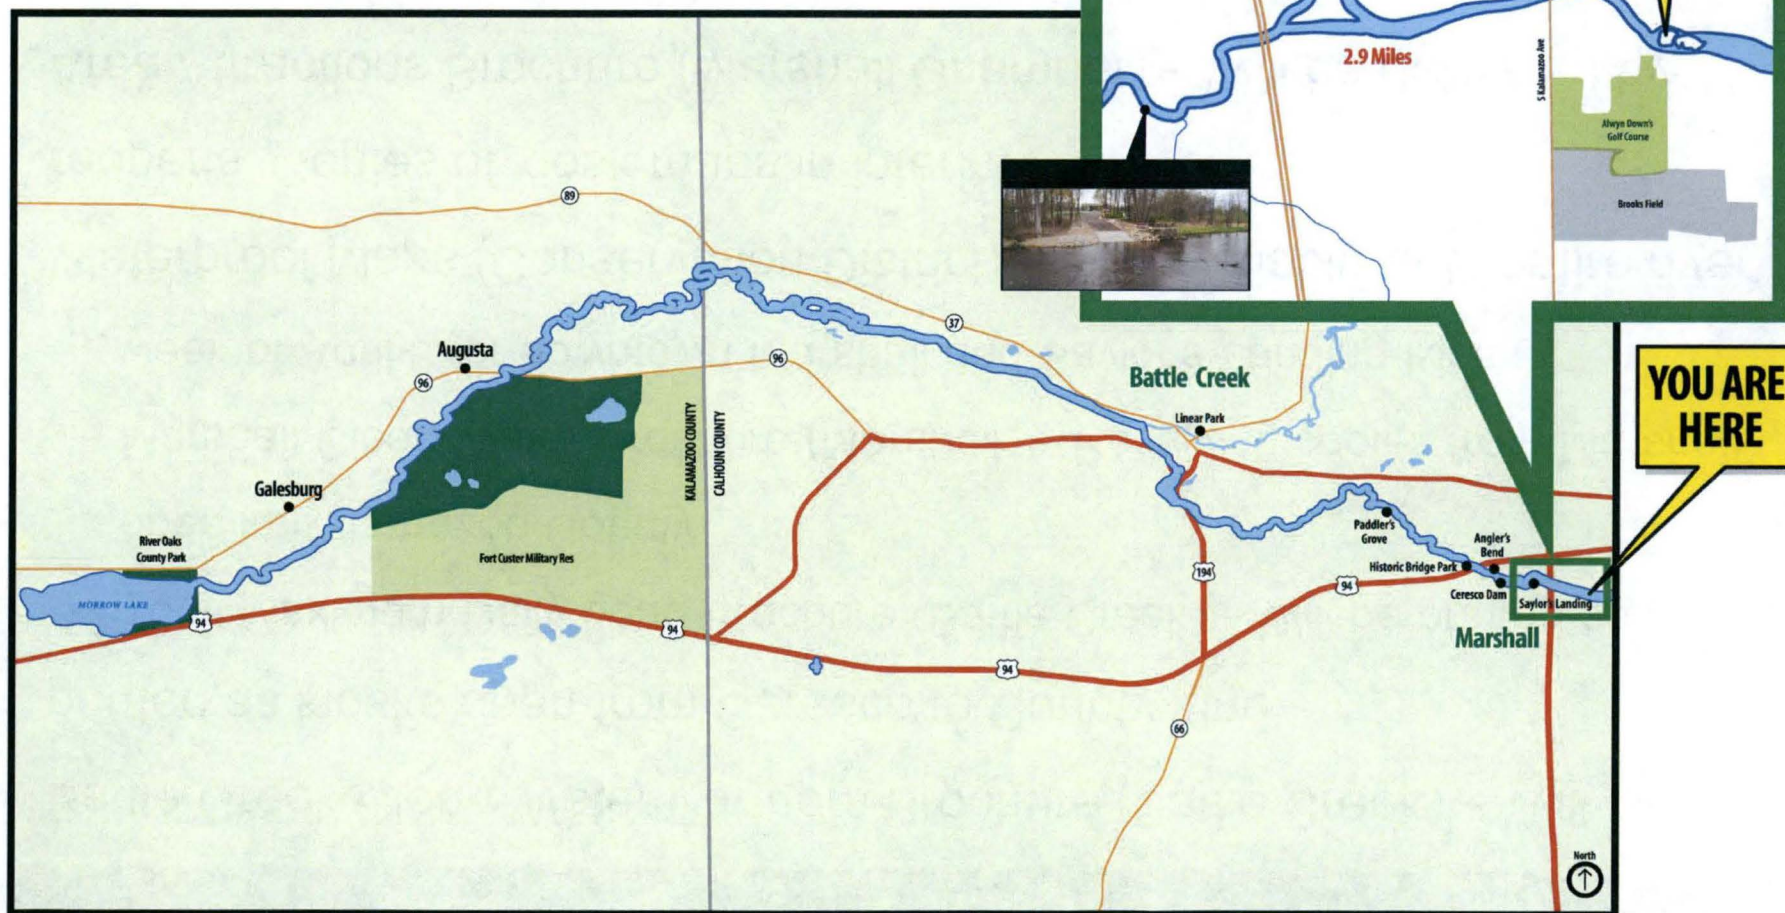 2.9 Miles
S Kalamazoo Ave
Alwyn Down's
Golf Course
Brooks Field
89
37
Augusta
96
96
Battle Creek
Linear Park
YOU ARE
HERE
KALAMAZOO COUNTY
CALHOUN COUNTY
Galesburg
River Oaks
County Park
Fort Custer Military Res
MORROW LAKE
94
94
94
194
94
66
Paddler's
Grove
Angler's
Bend
Historic Bridge Park
Ceresco Dam
Saylor's Landing
Marshall
North